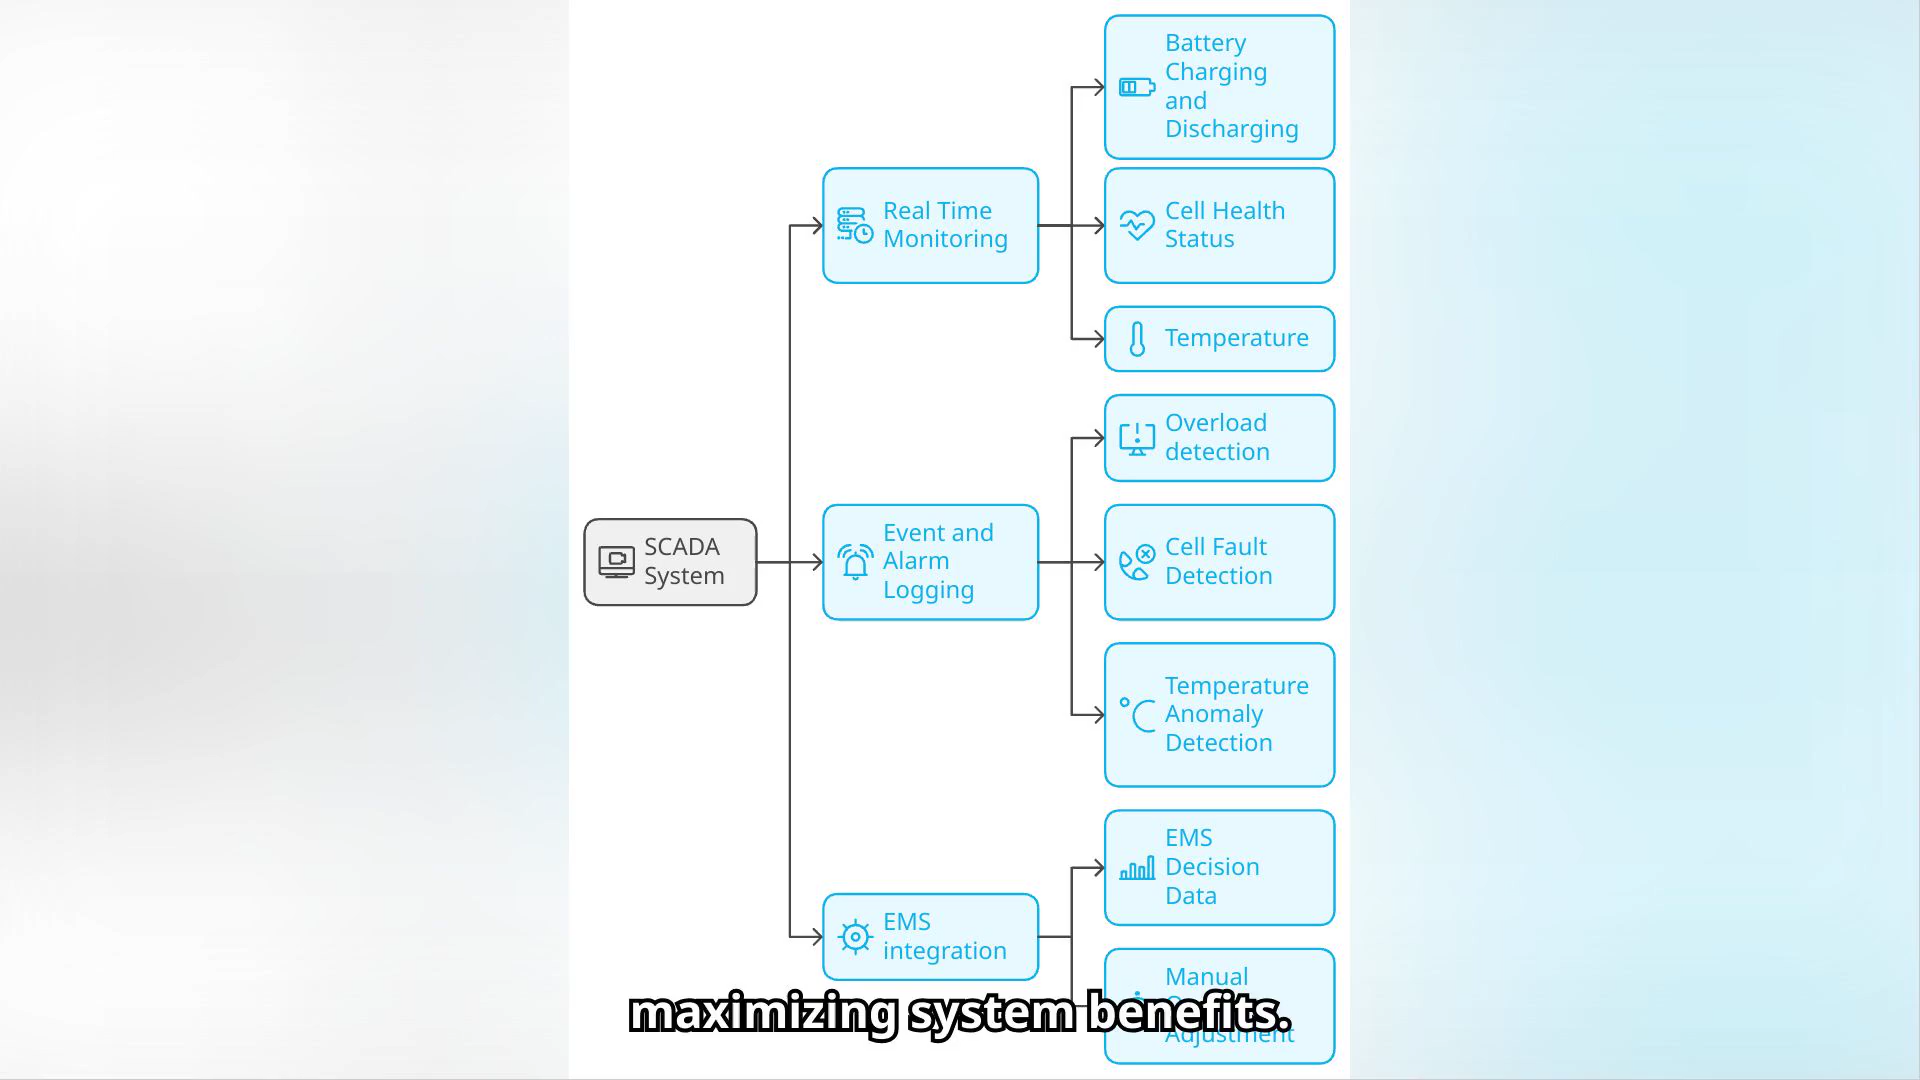 Battery
Charging
and
Discharging
Real Time
Monitoring
Cell Health
Status
Temperature
Overload
detection
SCADA
System
Event and
Alarm
Logging
Cell Fault
Detection
Temperature
Anomaly
Detection
EMS
Decision
Data
EMS
integration
Manual
Adjustment
maximizing system benefits.